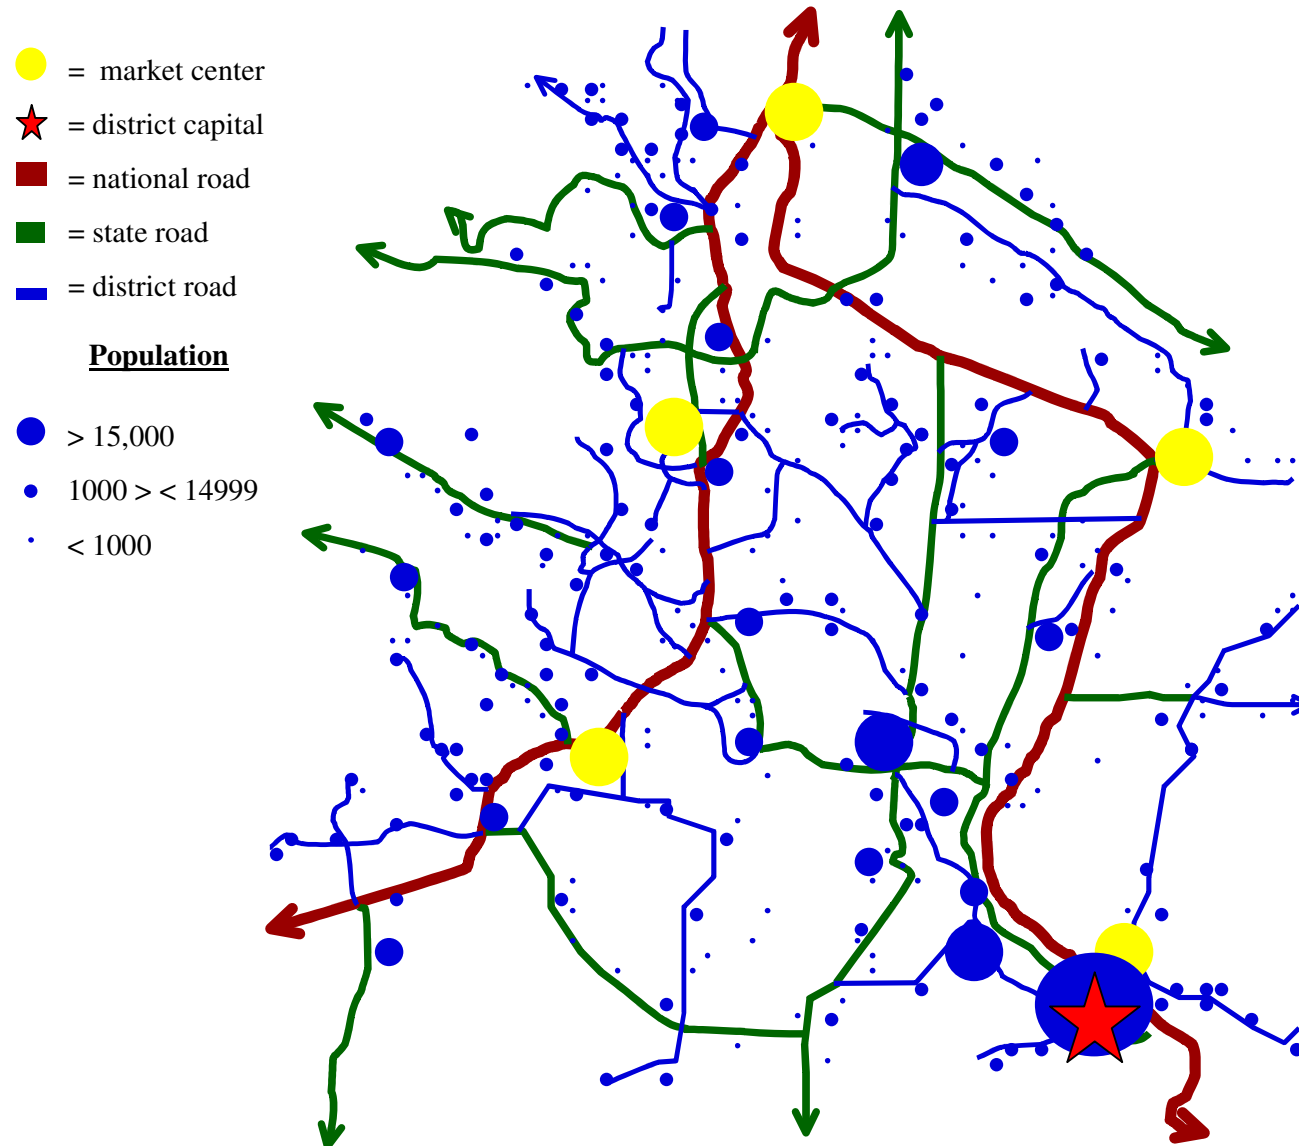 = market center
= district capital
= national road
= state road
= district road
Population
> 15,000
1000 > < 14999
< 1000